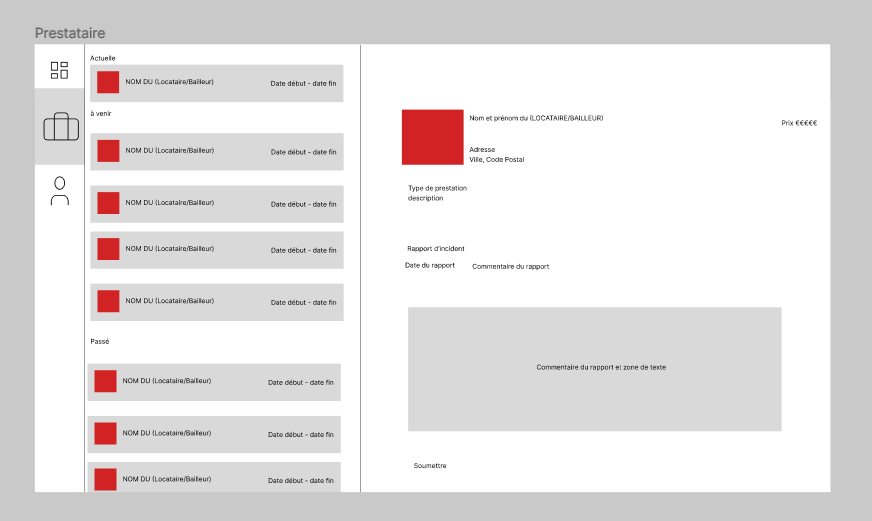 Prestataire
Actuelle
NOM DU (Locataire/Bailleur)
Date début - date fin
à venir
NOM DU (Locataire/Bailleur)
Date début - date fin
NOM DU (Locataire/Bailleur)
Date début - date fin
NOM DU (Locataire/Bailleur)
Date début - date fin
NOM DU (Locataire/Bailleur)
Date début - date fin
Passé
NOM DU (Locataire/Bailleur)
Date début - date fin
NOM DU (Locataire/Bailleur)
Date début - date fin
NOM DU (Locataire/Bailleur)
Date début - date fin
Nom et prénom du (LOCATAIRE/BAILLEUR)
Prix €€€€€
Adresse
Ville, Code Postal
Type de prestation
description
Rapport d'incident
Date du rapport
Commentaire du rapport
Commentaire du rapport et zone de texte
Soumettre